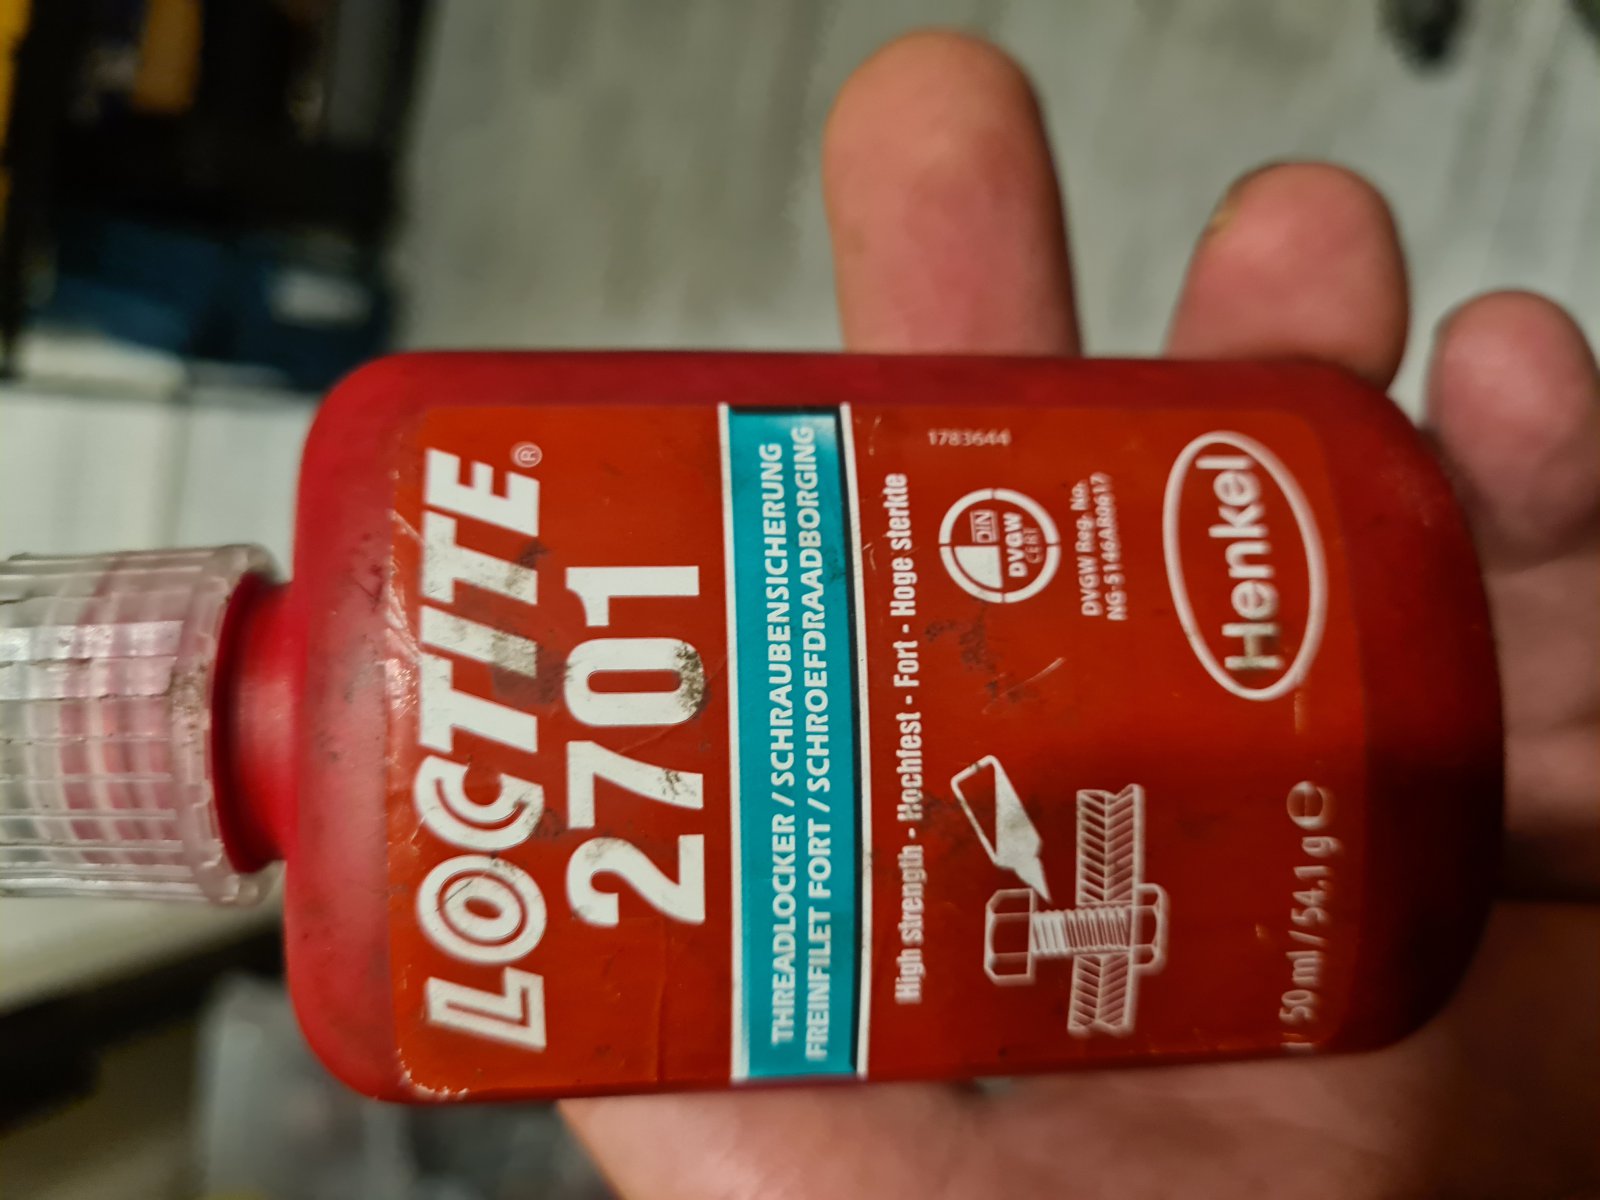 LOCTITE®
2701
THREADLOCKER / SCHRAUBENSICHERUNG
FREINFILET FORT / SCHROEFDRAADBORGING
High strength - Hochfest - Fort - Hoge sterkte
1783644
DIN
DVGW
CERT
DVGW Reg. No.
NG-5146AR0617
Henkel
50 ml / 54,1 g ℮